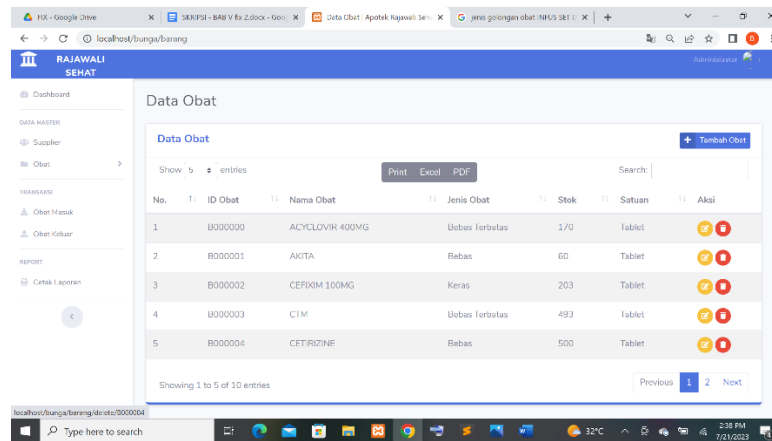 FIX - Google Drive
SKRIPSI - BAB V fix 2.docx - Goo
Data Obat | Apotek Rajawali Seh
jenis golongan obat INFUS SET
localhost/bunga/barang
RAJAWALI
SEHAT
Administrator
Dashboard
DATA MASTER
Supplier
Obat
TRANSAKSI
Obat Masuk
Obat Keluar
REPORT
Cetak Laporan
Data Obat
Data Obat
+ Tambah Obat
Show 5 entries
Print Excel PDF
Search:
No. ID Obat Nama Obat Jenis Obat Stok Satuan Aksi
1 B000000 ACYCLOVIR 400MG Bebas Terbatas 170 Tablet
2 B000001 AKITA Bebas 60 Tablet
3 B000002 CEFIXIM 100MG Keras 203 Tablet
4 B000003 CTM Bebas Terbatas 493 Tablet
5 B000004 CETIRIZINE Bebas 500 Tablet
Showing 1 to 5 of 10 entries
Previous 1 2 Next
localhost/bunga/barang/delete/B000004
Type here to search
32°C
2:38 PM
7/21/2023